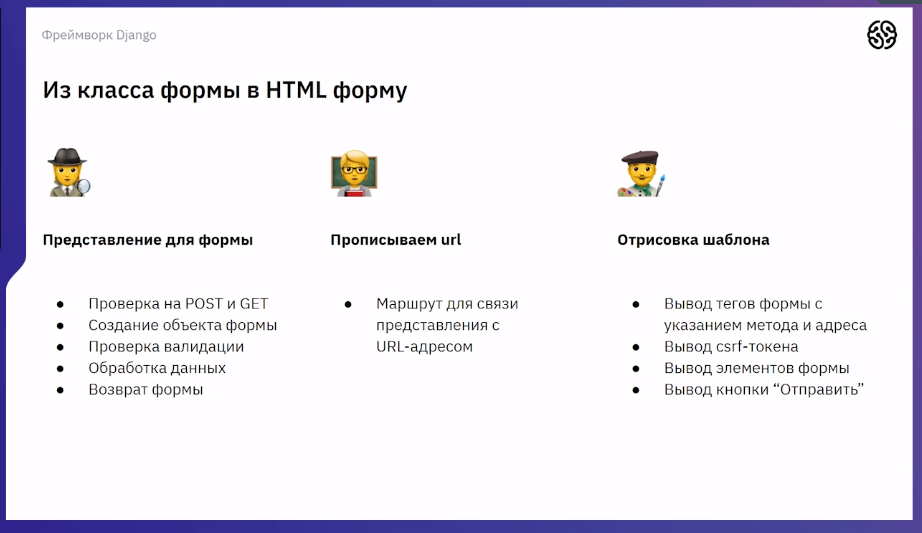 Фреймворк Django
Из класса формы в HTML форму
Представление для формы
● Проверка на POST и GET
● Создание объекта формы
● Проверка валидации
● Обработка данных
● Возврат формы
Прописываем url
● Маршрут для связи
представления с
URL-адресом
Отрисовка шаблона
● Вывод тегов формы с
указанием метода и адреса
● Вывод csrf-токена
● Вывод элементов формы
● Вывод кнопки “Отправить”